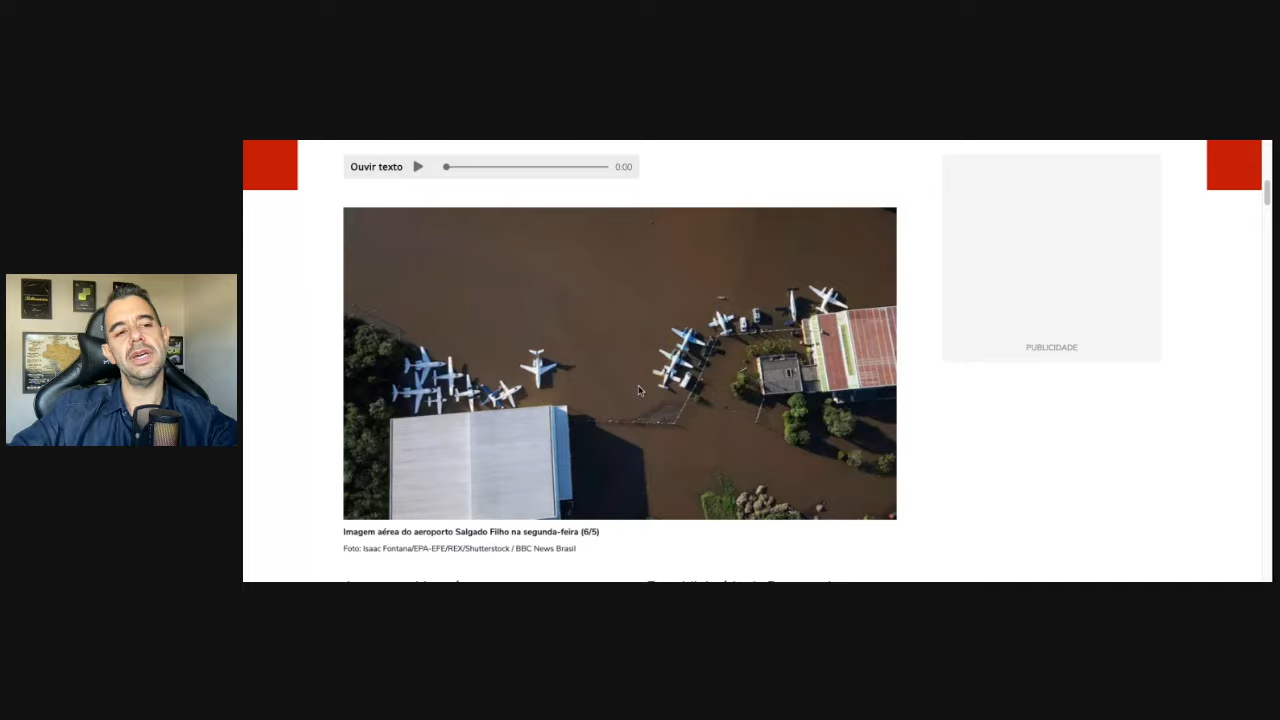 Ouvir texto
0:00
PUBLICIDADE
Imagem aérea do aeroporto Salgado Filho na segunda-feira (6/5)
Foto: Isaac Fontana/EPA-EFE/REX/Shutterstock / BBC News Brasil